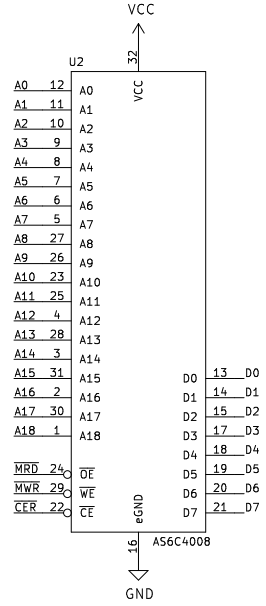 VCC
32
U2
VCC
A0 12 A0
A1 11 A1
A2 10 A2
A3 9 A3
A4 8 A4
A5 7 A5
A6 6 A6
A7 5 A7
A8 27 A8
A9 26 A9
A10 23 A10
A11 25 A11
A12 4 A12
A13 28 A13
A14 3 A14
A15 31 A15 D0 13 D0
A16 2 A16 D1 14 D1
A17 30 A17 D2 15 D2
A18 1 A18 D3 17 D3
D4 18 D4
MRD 24 OE D5 19 D5
MWR 29 WE D6 20 D6
CER 22 CE D7 21 D7
eGND
16 AS6C4008
GND